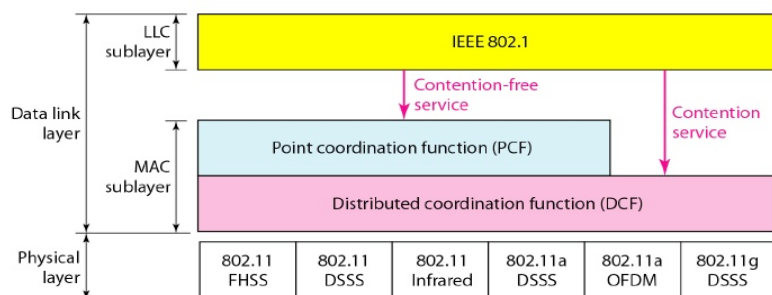 LLC
sublayer
IEEE 802.1
Contention-free
service
Data link
layer
Contention
service
MAC
sublayer
Point coordination function (PCF)
Distributed coordination function (DCF)
Physical
layer
802.11
FHSS
802.11
DSSS
802.11
Infrared
802.11a
DSSS
802.11a
OFDM
802.11g
DSSS